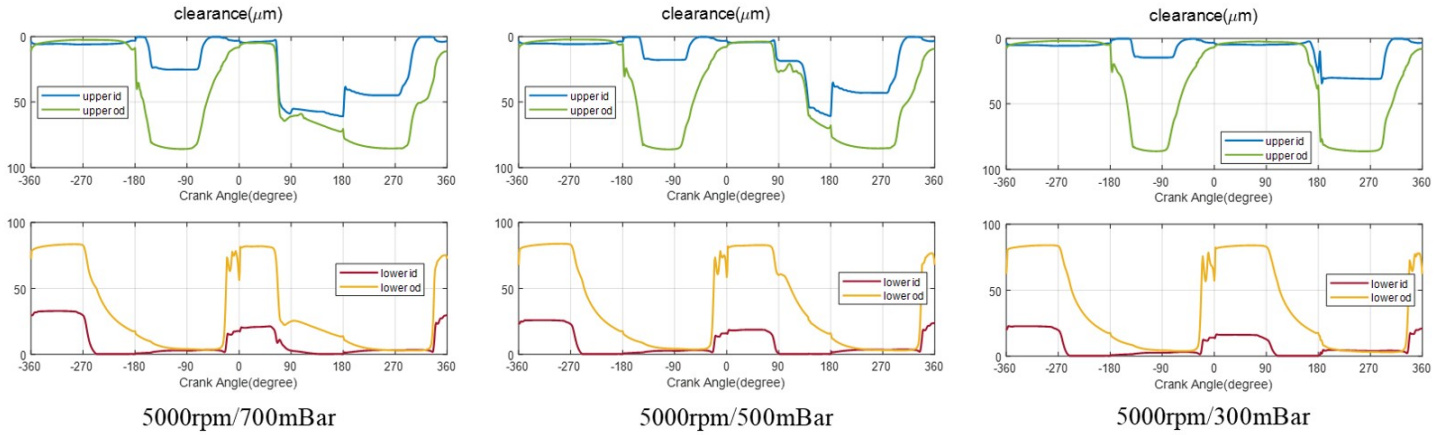 clearance(μm)
0
50
100
upper id
upper od
-360 -270 -180 -90 0 90 180 270 360
Crank Angle(degree)
100
50
0
lower id
lower od
-360 -270 -180 -90 0 90 180 270 360
Crank Angle(degree)
5000rpm/700mBar
clearance(μm)
0
50
100
upper id
upper od
-360 -270 -180 -90 0 90 180 270 360
Crank Angle(degree)
100
50
0
lower id
lower od
-360 -270 -180 -90 0 90 180 270 360
Crank Angle(degree)
5000rpm/500mBar
clearance(μm)
0
50
100
upper id
upper od
-360 -270 -180 -90 0 90 180 270 360
Crank Angle(degree)
100
50
0
lower id
lower od
-360 -270 -180 -90 0 90 180 270 360
Crank Angle(degree)
5000rpm/300mBar